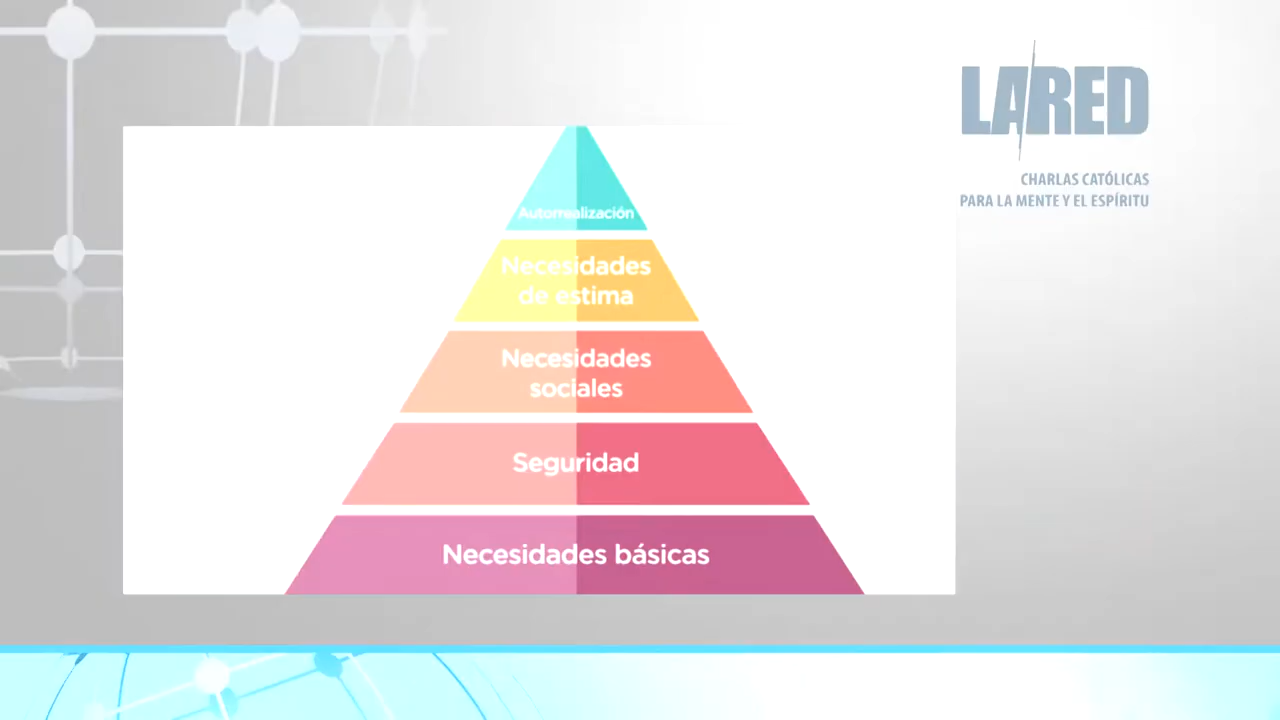 LARED
CHARLAS CATÓLICAS
PARA LA MENTE Y EL ESPÍRITU
Autorrealización
Necesidades
de estima
Necesidades
sociales
Seguridad
Necesidades básicas